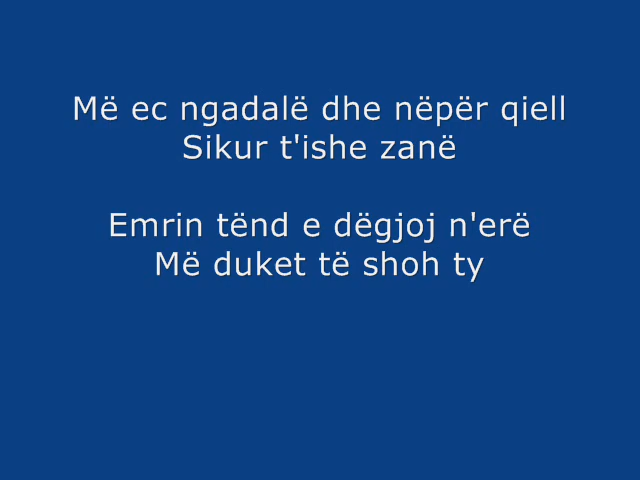 Më ec ngadalë dhe nëpër qiell
Sikur t'ishe zanë
Emrin tënd e dëgjoj n'erë
Më duket të shoh ty